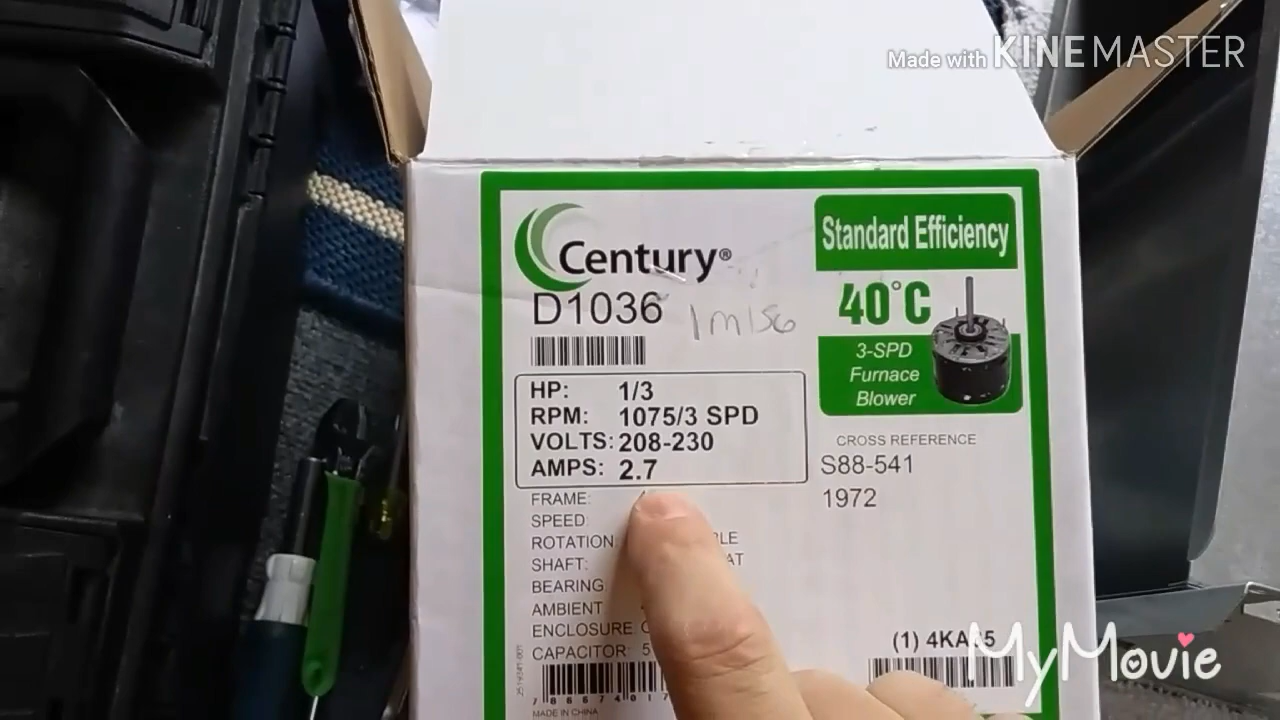 Made with KINEMASTER
Century®
Standard Efficiency
D1036
40°C
3-SPD
Furnace
Blower
HP: 1/3
RPM: 1075/3 SPD
VOLTS: 208-230
AMPS: 2.7
CROSS REFERENCE
S88-541
1972
FRAME:
SPEED:
ROTATION
SHAFT:
BEARING
AMBIENT
ENCLOSURE
CAPACITOR: 5
(1)
MyMovie
MADE IN CHINA